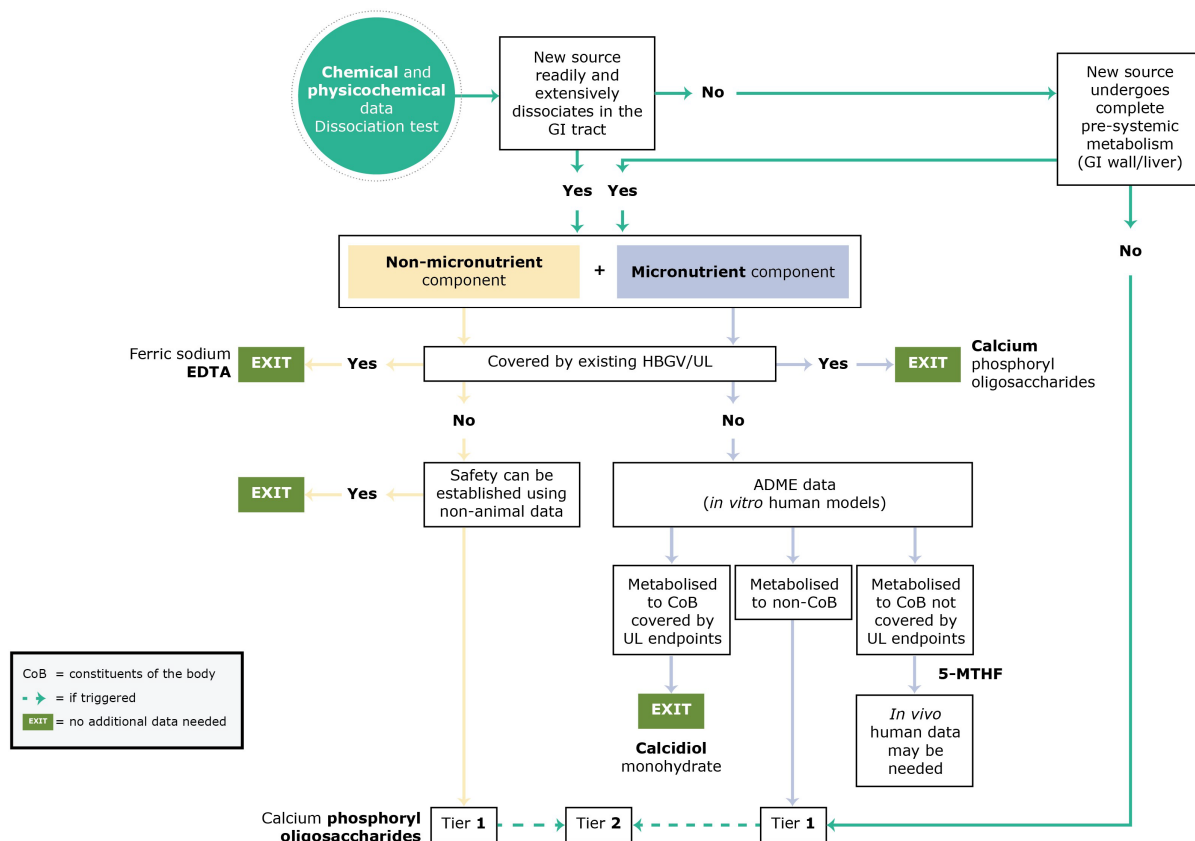 Chemical and
physicochemical
data
Dissociation test
New source
readily and
extensively
dissociates in the
GI tract
No
New source
undergoes
complete
pre-systemic
metabolism
(GI wall/liver)
Yes
Yes
No
Non-micronutrient
component
+
Micronutrient component
Ferric sodium
EDTA
EXIT
Yes
Covered by existing HBGV/UL
Yes
EXIT
Calcium
phosphoryl
oligosaccharides
No
No
EXIT
Yes
Safety can be
established using
non-animal data
ADME data
(in vitro human models)
Metabolised
to CoB
covered by
UL endpoints
Metabolised
to non-CoB
Metabolised
to CoB not
covered by
UL endpoints
CoB = constituents of the body
= if triggered
EXIT = no additional data needed
EXIT
Calcidiol
monohydrate
5-MTHF
In vivo
human data
may be
needed
Calcium phosphoryl
oligosaccharides
Tier 1
Tier 2
Tier 1